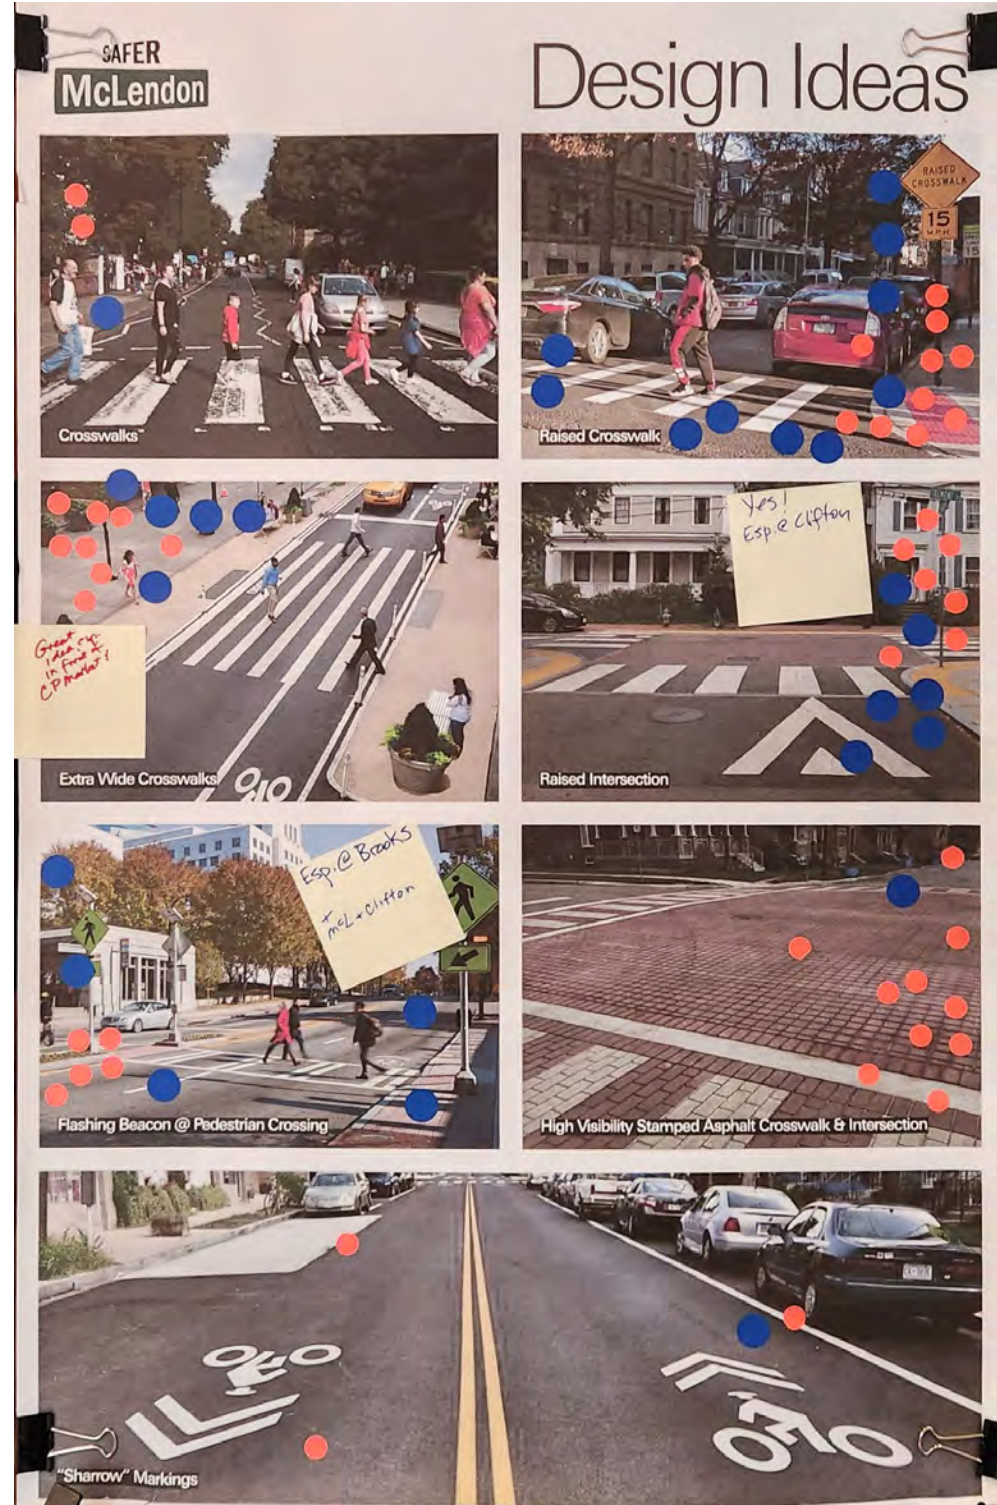 SAFER
McLendon
Design Ideas
Crosswalks
RAISED
CROSSWALK
15
M.P.H.
15
Raised Crosswalk
Great
idea esp.
in front of
CP Market!
Extra Wide Crosswalks
Yes!
Esp. @ Clifton
Raised Intersection
Esp. @ Brooks
+
McL + Clifton
Flashing Beacon @ Pedestrian Crossing
High Visibility Stamped Asphalt Crosswalk & Intersection
"Sharrow" Markings